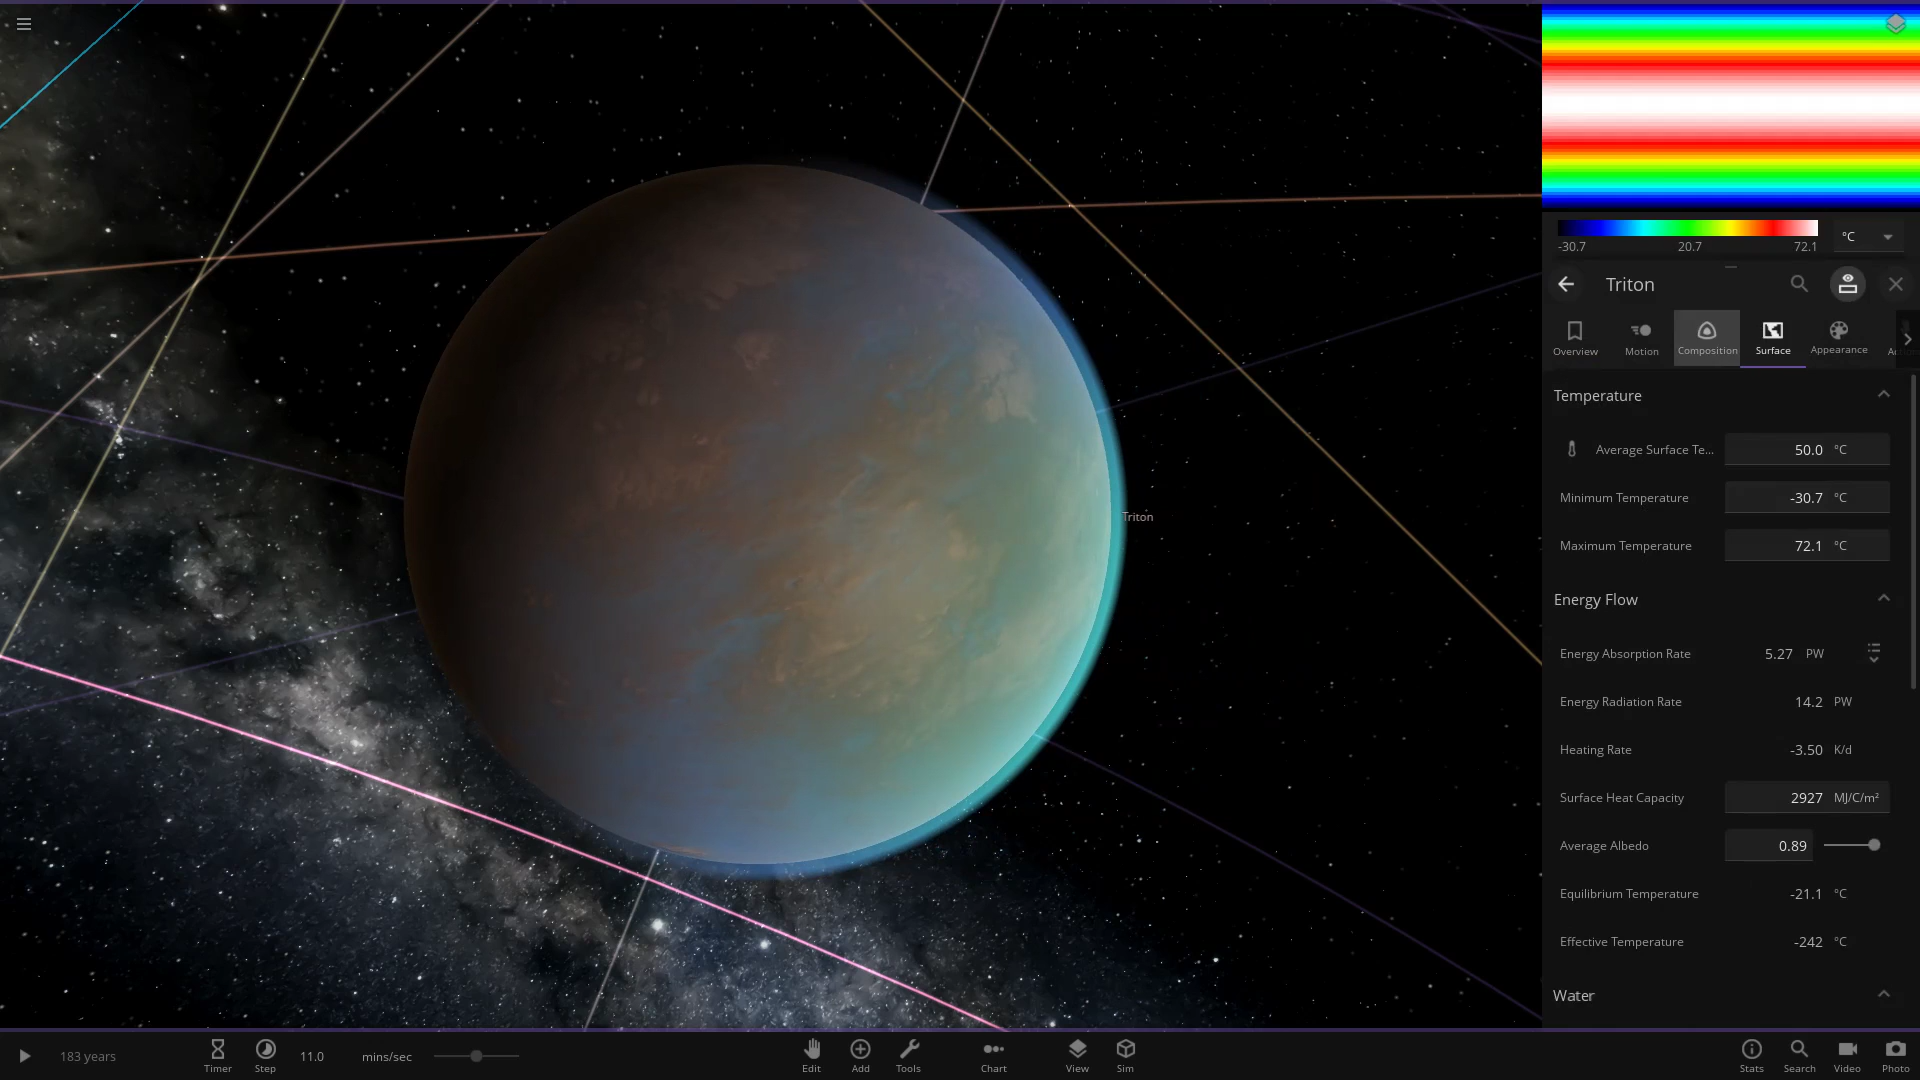 -30.7 20.7 72.1 °C
Triton
Overview Motion Composition Surface Appearance
Temperature
Average Surface Te... 50.0 °C
Minimum Temperature -30.7 °C
Triton
Maximum Temperature 72.1 °C
Energy Flow
Energy Absorption Rate 5.27 PW
Energy Radiation Rate 14.2 PW
Heating Rate -3.50 K/d
Surface Heat Capacity 2927 MJ/C/m²
Average Albedo 0.89
Equilibrium Temperature -21.1 °C
Effective Temperature -242 °C
Water
183 years 11.0 mins/sec
Timer Step Edit Add Tools Chart View Sim Stats Search Video Photo